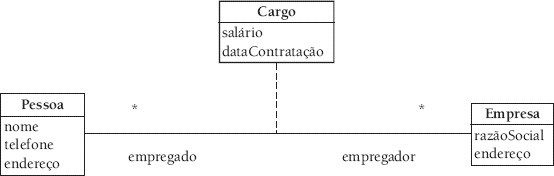 Cargo
salário
dataContratação
Pessoa
nome
telefone
endereço
*
*
empregado
empregador
Empresa
razãoSocial
endereço